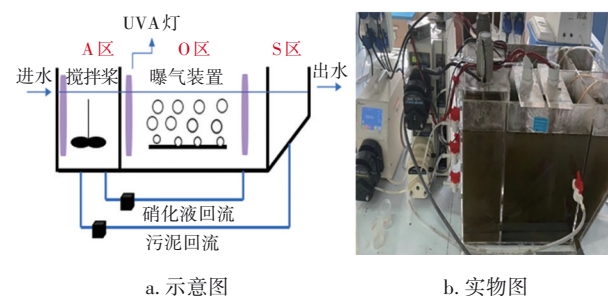 UVA灯
A区 O区 S区
进水 搅拌桨 曝气装置 出水
硝化液回流
污泥回流
a. 示意图 b. 实物图